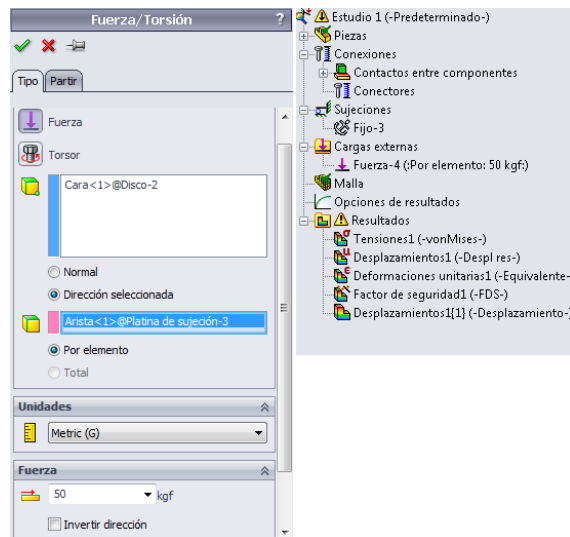 Fuerza/Torsión ?
Tipo Partir
Fuerza
Torsor
Cara<1>@Disco-2
Normal
Dirección seleccionada
Arista<1>@Platina de sujeción-3
Por elemento
Total
Unidades
Metric (G)
Fuerza
50 kgf
Invertir dirección
Estudio 1 (-Predeterminado-)
Piezas
Conexiones
Contactos entre componentes
Conectores
Sujeciones
Fijo-3
Cargas externas
Fuerza-4 (:Por elemento: 50 kgf:)
Malla
Opciones de resultados
Resultados
Tensiones1 (-vonMises-)
Desplazamientos1 (-Despl res-)
Deformaciones unitarias1 (-Equivalente-
Factor de seguridad1 (-FDS-)
Desplazamientos1{1} (-Desplazamiento-)